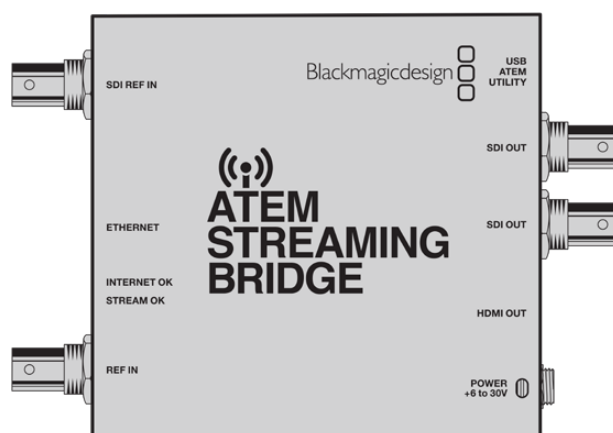 Blackmagicdesign
USB
ATEM
UTILITY
SDI REF IN
SDI OUT
ATEM
STREAMING
BRIDGE
SDI OUT
ETHERNET
INTERNET OK
STREAM OK
HDMI OUT
REF IN
POWER
+6 to 30V